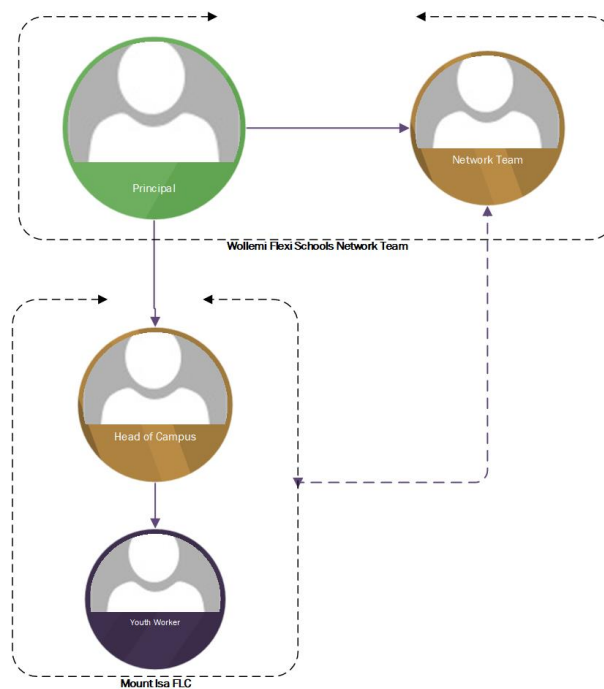 Principal
Network Team
Wollemi Flexi Schools Network Team
Head of Campus
Youth Worker
Mount Isa FLC